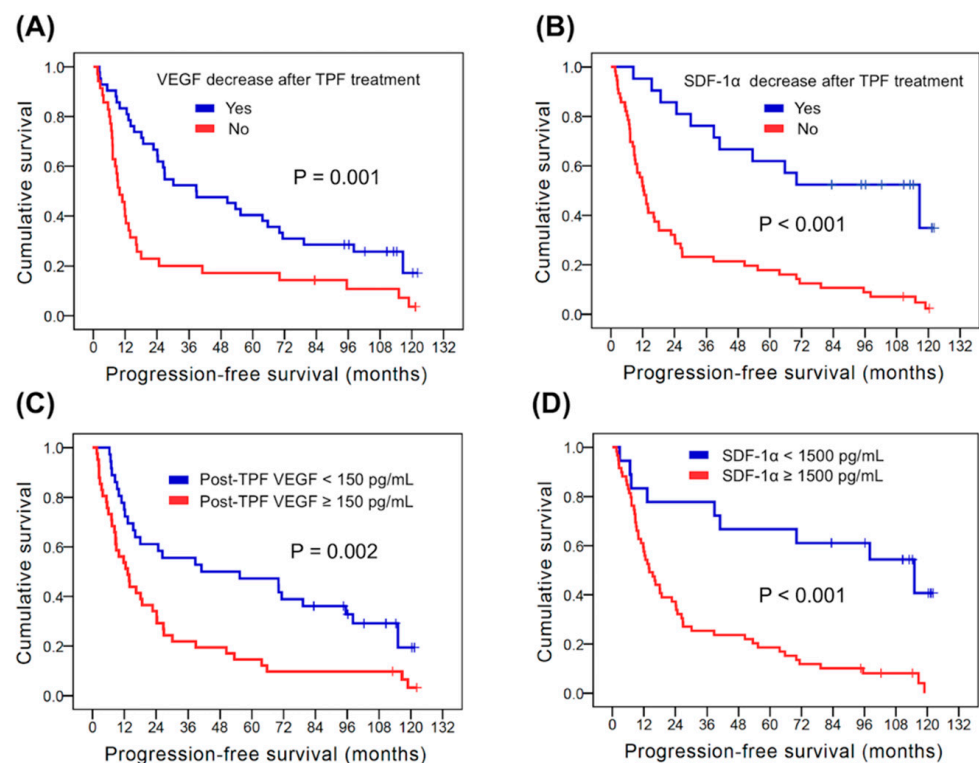 (A)
VEGF decrease after TPF treatment
Yes
No
P = 0.001
Cumulative survival
1.0
0.8
0.6
0.4
0.2
0.0
0 12 24 36 48 60 72 84 96 108 120 132
Progression-free survival (months)
(B)
SDF-1α decrease after TPF treatment
Yes
No
P < 0.001
Cumulative survival
1.0
0.8
0.6
0.4
0.2
0.0
0 12 24 36 48 60 72 84 96 108 120 132
Progression-free survival (months)
(C)
Post-TPF VEGF < 150 pg/mL
Post-TPF VEGF ≥ 150 pg/mL
P = 0.002
Cumulative survival
1.0
0.8
0.6
0.4
0.2
0.0
0 12 24 36 48 60 72 84 96 108 120 132
Progression-free survival (months)
(D)
SDF-1α < 1500 pg/mL
SDF-1α ≥ 1500 pg/mL
P < 0.001
Cumulative survival
1.0
0.8
0.6
0.4
0.2
0.0
0 12 24 36 48 60 72 84 96 108 120 132
Progression-free survival (months)